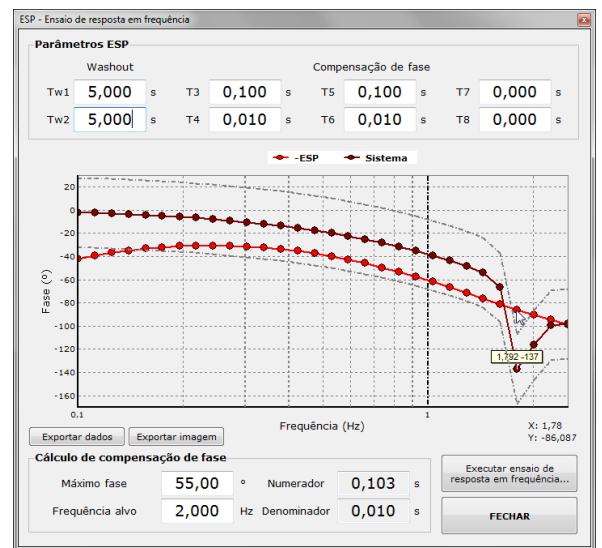 ESP - Ensaio de resposta em frequência
Parâmetros ESP
Washout Compensação de fase
Tw1 5,000 s T3 0,100 s T5 0,100 s T7 0,000 s
Tw2 5,000 s T4 0,010 s T6 0,010 s T8 0,000 s
-ESP Sistema
20
0
-20
-40
-60
-80
-100
-120
-140
-160
Fase (º)
1,792 -137
0.1 1
Frequência (Hz)
X: 1,78
Y: -86,087
Exportar dados Exportar imagem
Cálculo de compensação de fase
Máximo fase 55,00 º Numerador 0,103 s
Frequência alvo 2,000 Hz Denominador 0,010 s
Executar ensaio de
resposta em frequência...
FECHAR